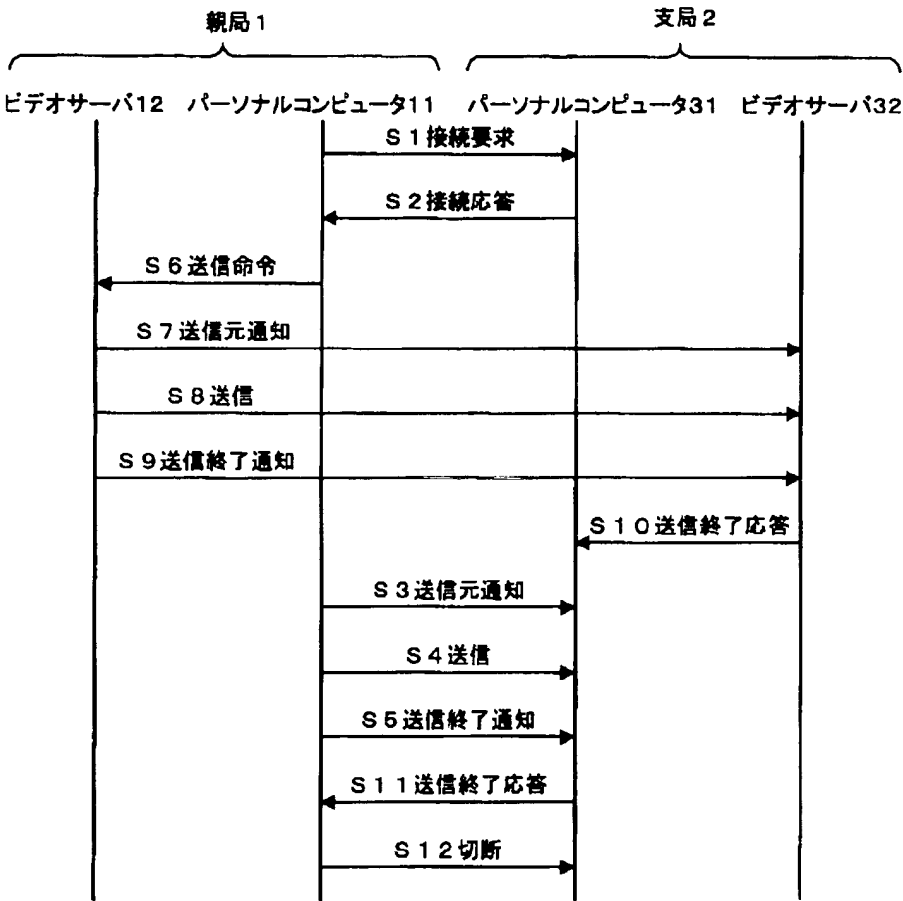 親局1
支局2
ビデオサーバ12 パーソナルコンピュータ11 パーソナルコンピュータ31 ビデオサーバ32
S1接続要求
S2接続応答
S6送信命令
S7送信元通知
S8送信
S9送信終了通知
S10送信終了応答
S3送信元通知
S4送信
S5送信終了通知
S11送信終了応答
S12切断